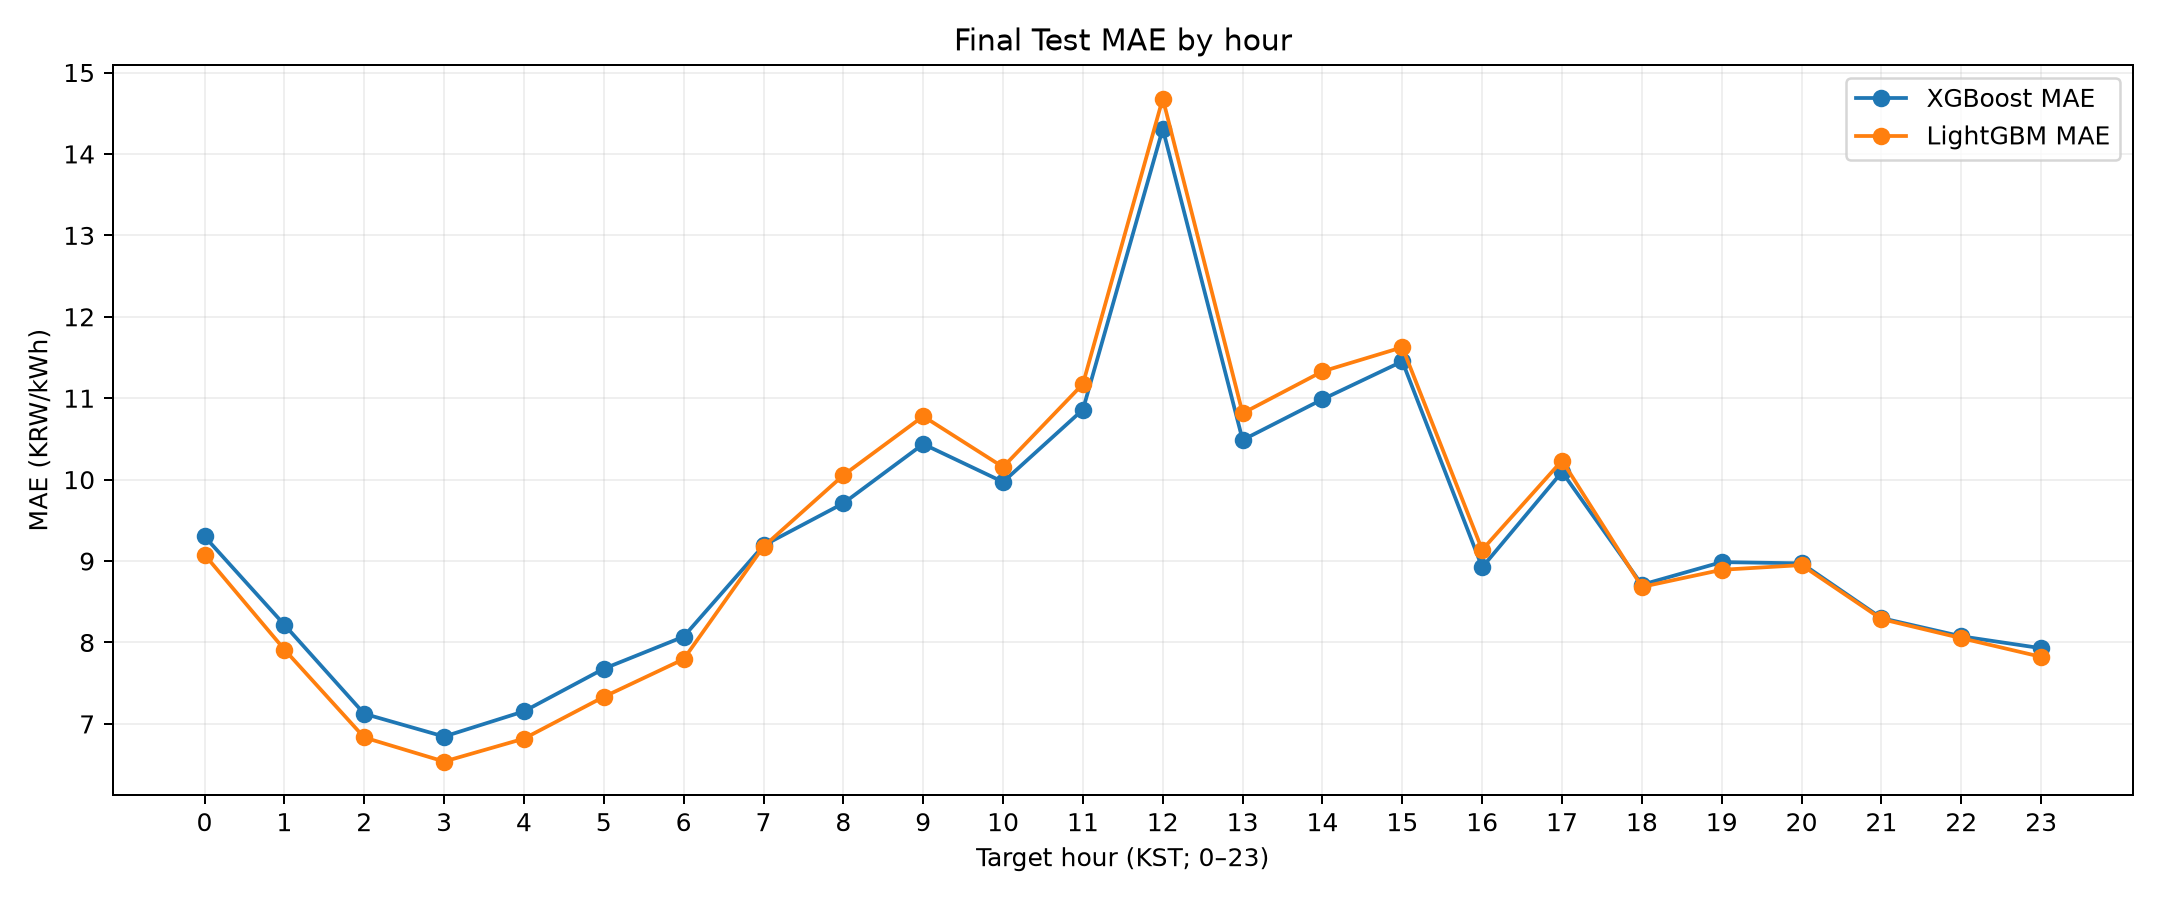 Final Test MAE by hour
XGBoost MAE
LightGBM MAE
MAE (KRW/kWh)
15
14
13
12
11
10
9
8
7
0 1 2 3 4 5 6 7 8 9 10 11 12 13 14 15 16 17 18 19 20 21 22 23
Target hour (KST; 0–23)